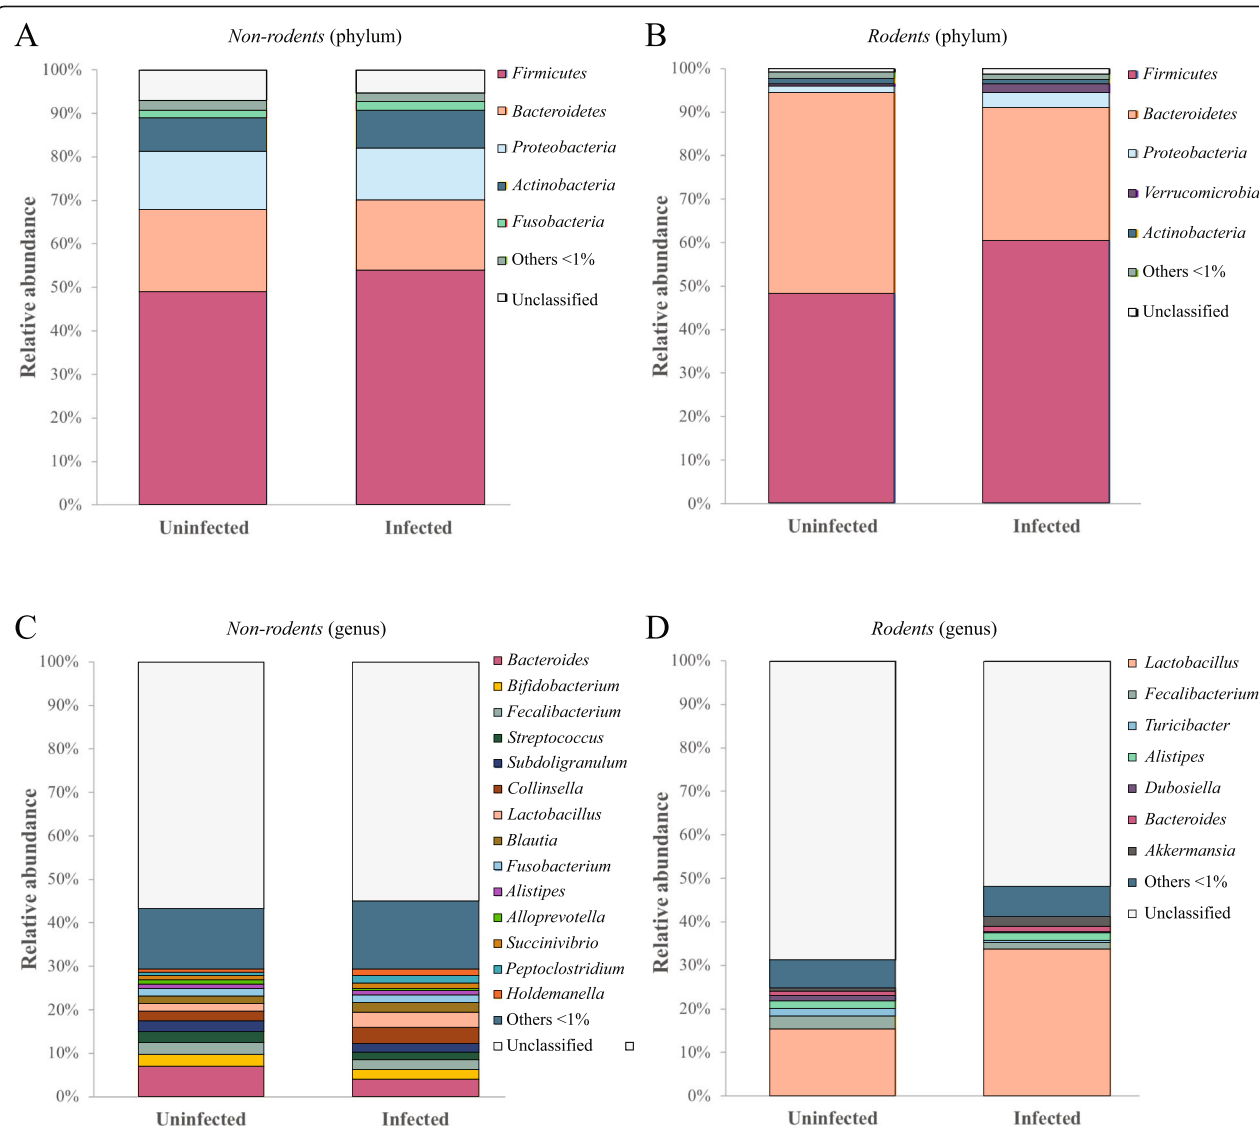 A
Non-rodents (phylum)
100%
90%
80%
70%
60%
50%
40%
30%
20%
10%
0%
Relative abundance
Uninfected
Infected
Firmicutes
Bacteroidetes
Proteobacteria
Actinobacteria
Fusobacteria
Others <1%
Unclassified
B
Rodents (phylum)
100%
90%
80%
70%
60%
50%
40%
30%
20%
10%
0%
Relative abundance
Uninfected
Infected
Firmicutes
Bacteroidetes
Proteobacteria
Verrucomicrobia
Actinobacteria
Others <1%
Unclassified
C
Non-rodents (genus)
100%
90%
80%
70%
60%
50%
40%
30%
20%
10%
0%
Relative abundance
Uninfected
Infected
Bacteroides
Bifidobacterium
Fecalibacterium
Streptococcus
Subdoligranulum
Collinsella
Lactobacillus
Blautia
Fusobacterium
Alistipes
Alloprevotella
Succinivibrio
Peptoclostridium
Holdemanella
Others <1%
Unclassified
D
Rodents (genus)
100%
90%
80%
70%
60%
50%
40%
30%
20%
10%
0%
Relative abundance
Uninfected
Infected
Lactobacillus
Fecalibacterium
Turicibacter
Alistipes
Dubosiella
Bacteroides
Akkermansia
Others <1%
Unclassified